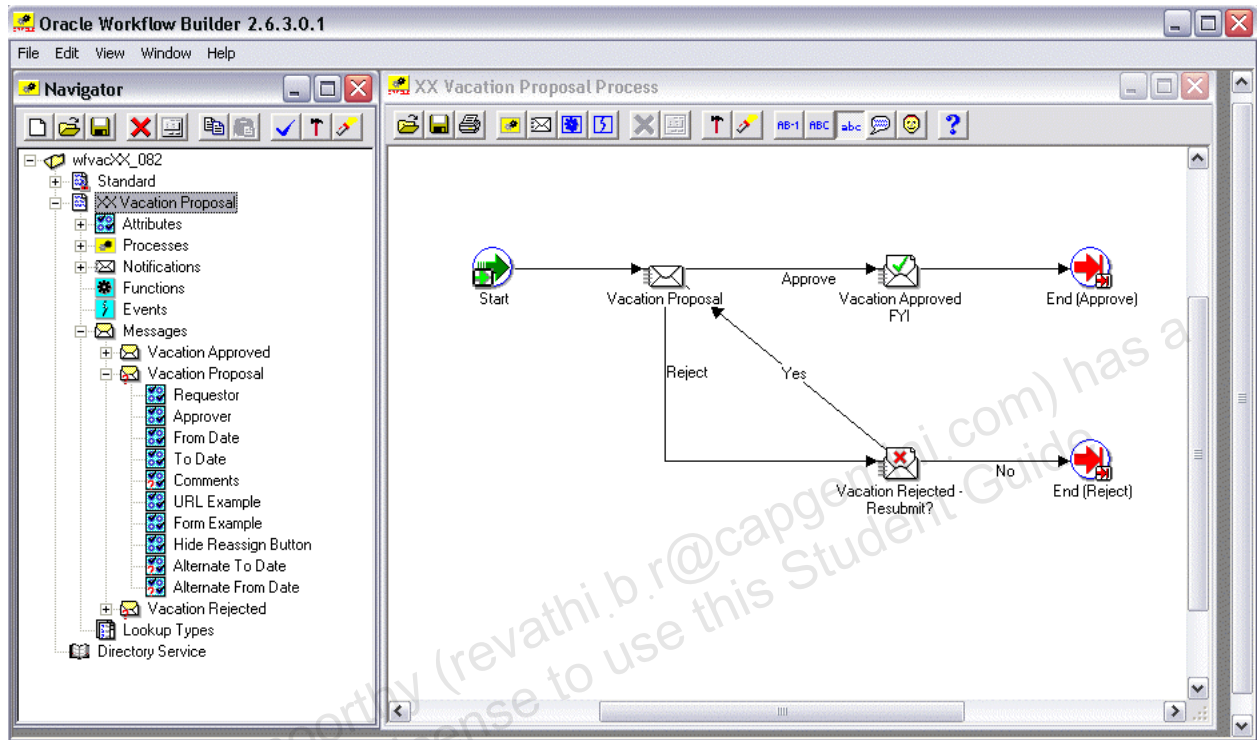 Oracle Workflow Builder 2.6.3.0.1
File Edit View Window Help
Navigator
wfvacXX_082
Standard
XX Vacation Proposal
Attributes
Processes
Notifications
Functions
Events
Messages
Vacation Approved
Vacation Proposal
Requestor
Approver
From Date
To Date
Comments
URL Example
Form Example
Hide Reassign Button
Alternate To Date
Alternate From Date
Vacation Rejected
Lookup Types
Directory Service
XX Vacation Proposal Process
AB-1 ABC abc ?
Start
Vacation Proposal
Approve
Vacation Approved
FYI
End (Approve)
Reject
Yes
Vacation Rejected -
Resubmit?
No
End (Reject)
(revathi.b.r@capgemini.com) has a
to use this Student Guide